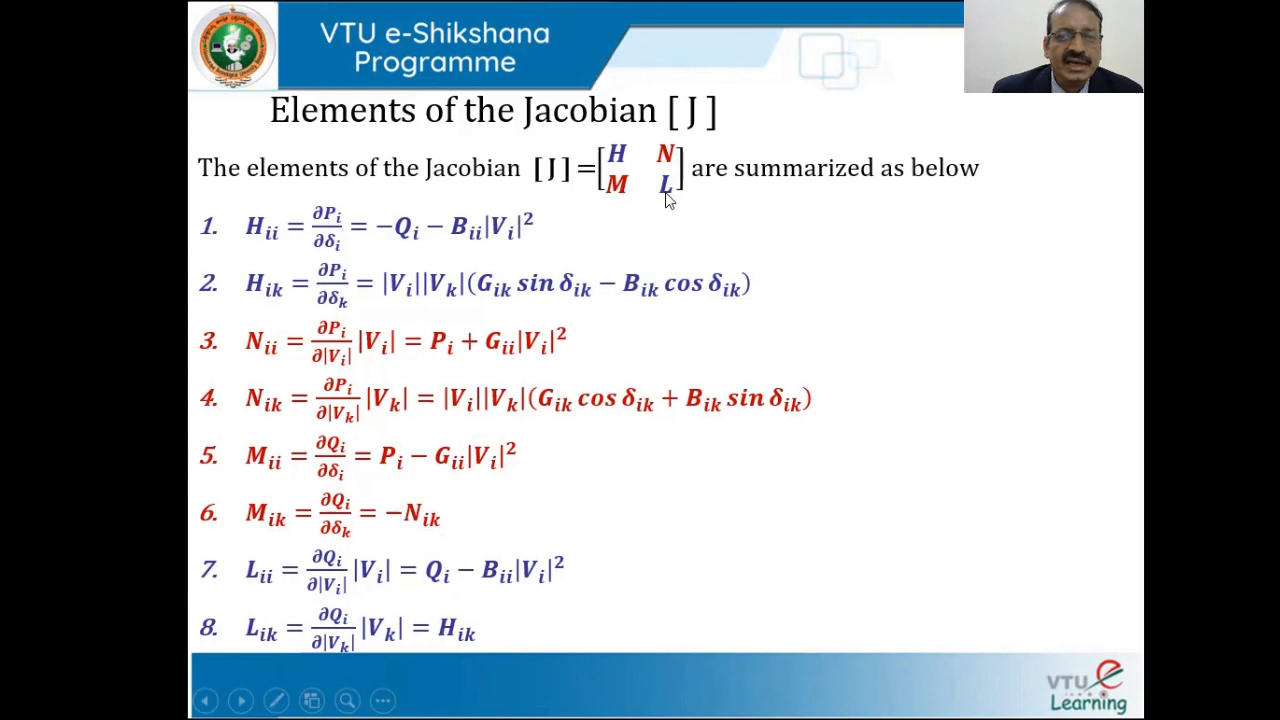 VTU e-Shikshana
Programme
Elements of the Jacobian [ J ]
The elements of the Jacobian [ J ] = [H N; M L] are summarized as below
1. H_ii = ∂P_i/∂δ_i = −Q_i − B_ii|V_i|²
2. H_ik = ∂P_i/∂δ_k = |V_i||V_k|(G_ik sin δ_ik − B_ik cos δ_ik)
3. N_ii = ∂P_i/∂|V_i| |V_i| = P_i + G_ii|V_i|²
4. N_ik = ∂P_i/∂|V_k| |V_k| = |V_i||V_k|(G_ik cos δ_ik + B_ik sin δ_ik)
5. M_ii = ∂Q_i/∂δ_i = P_i − G_ii|V_i|²
6. M_ik = ∂Q_i/∂δ_k = −N_ik
7. L_ii = ∂Q_i/∂|V_i| |V_i| = Q_i − B_ii|V_i|²
8. L_ik = ∂Q_i/∂|V_k| |V_k| = H_ik
VTU e
Learning